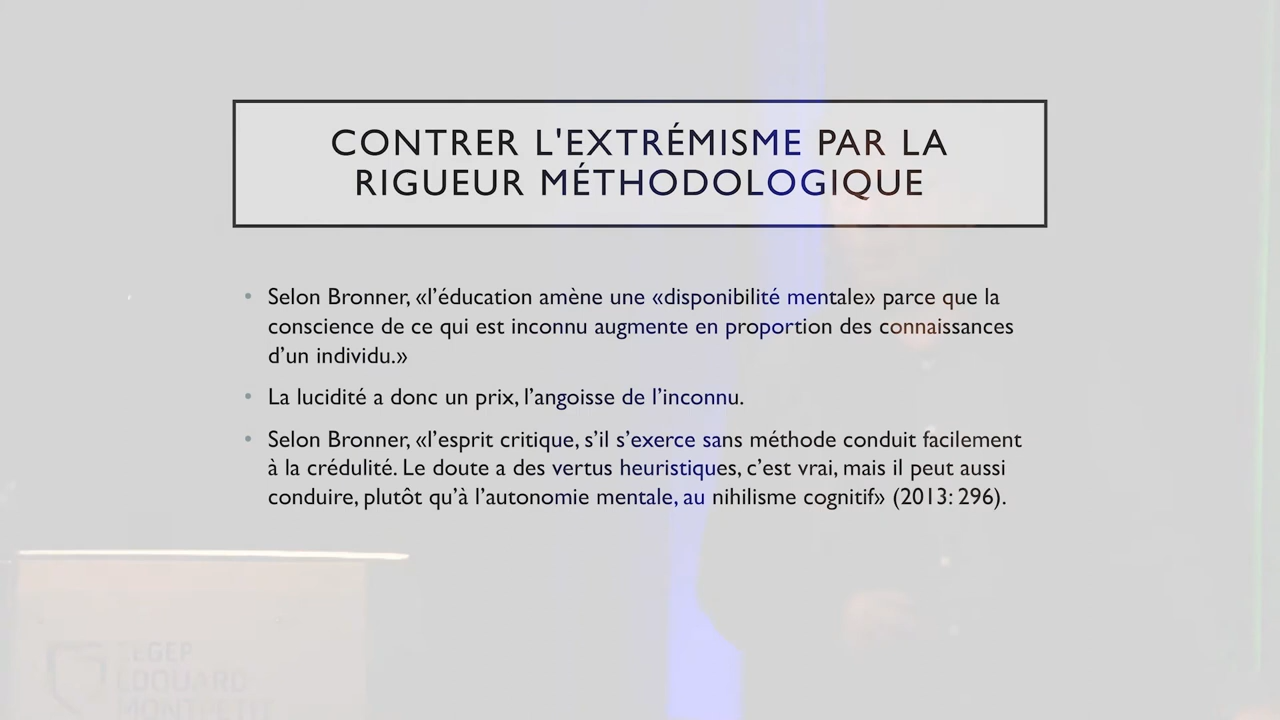 CONTRER L'EXTRÉMISME PAR LA
RIGUEUR MÉTHODOLOGIQUE
• Selon Bronner, «l’éducation amène une «disponibilité mentale» parce que la
conscience de ce qui est inconnu augmente en proportion des connaissances
d’un individu.»
• La lucidité a donc un prix, l’angoisse de l’inconnu.
• Selon Bronner, «l’esprit critique, s’il s’exerce sans méthode conduit facilement
à la crédulité. Le doute a des vertus heuristiques, c’est vrai, mais il peut aussi
conduire, plutôt qu’à l’autonomie mentale, au nihilisme cognitif» (2013: 296).
CEGEP
EDOUARD
MONTPETIT